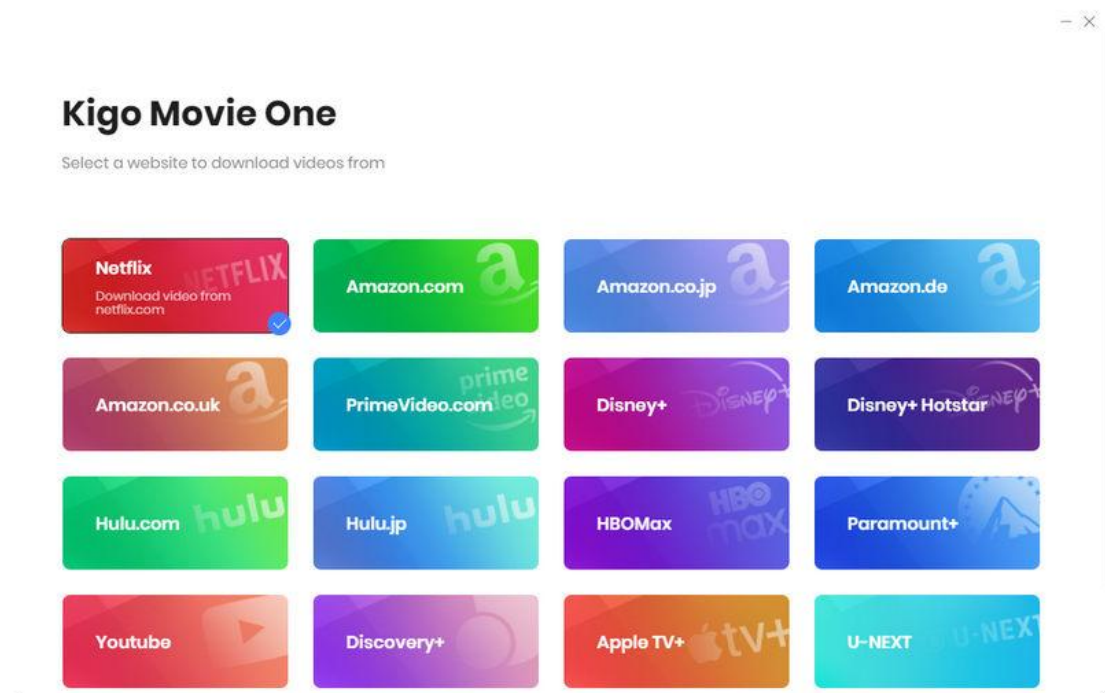 Kigo Movie One
Select a website to download videos from
Netflix
NETFLIX
Download video from
netflix.com
Amazon.com
a
Amazon.co.jp
a
Amazon.de
a
Amazon.co.uk
a
PrimeVideo.com
prime
video
Disney+
Disney+
Disney+ Hotstar
Disney+
Hulu.com
hulu
Hulu.jp
hulu
HBOMax
HBO
max
Paramount+
Youtube
Discovery+
Apple TV+
tv+
U-NEXT
U-NEXT